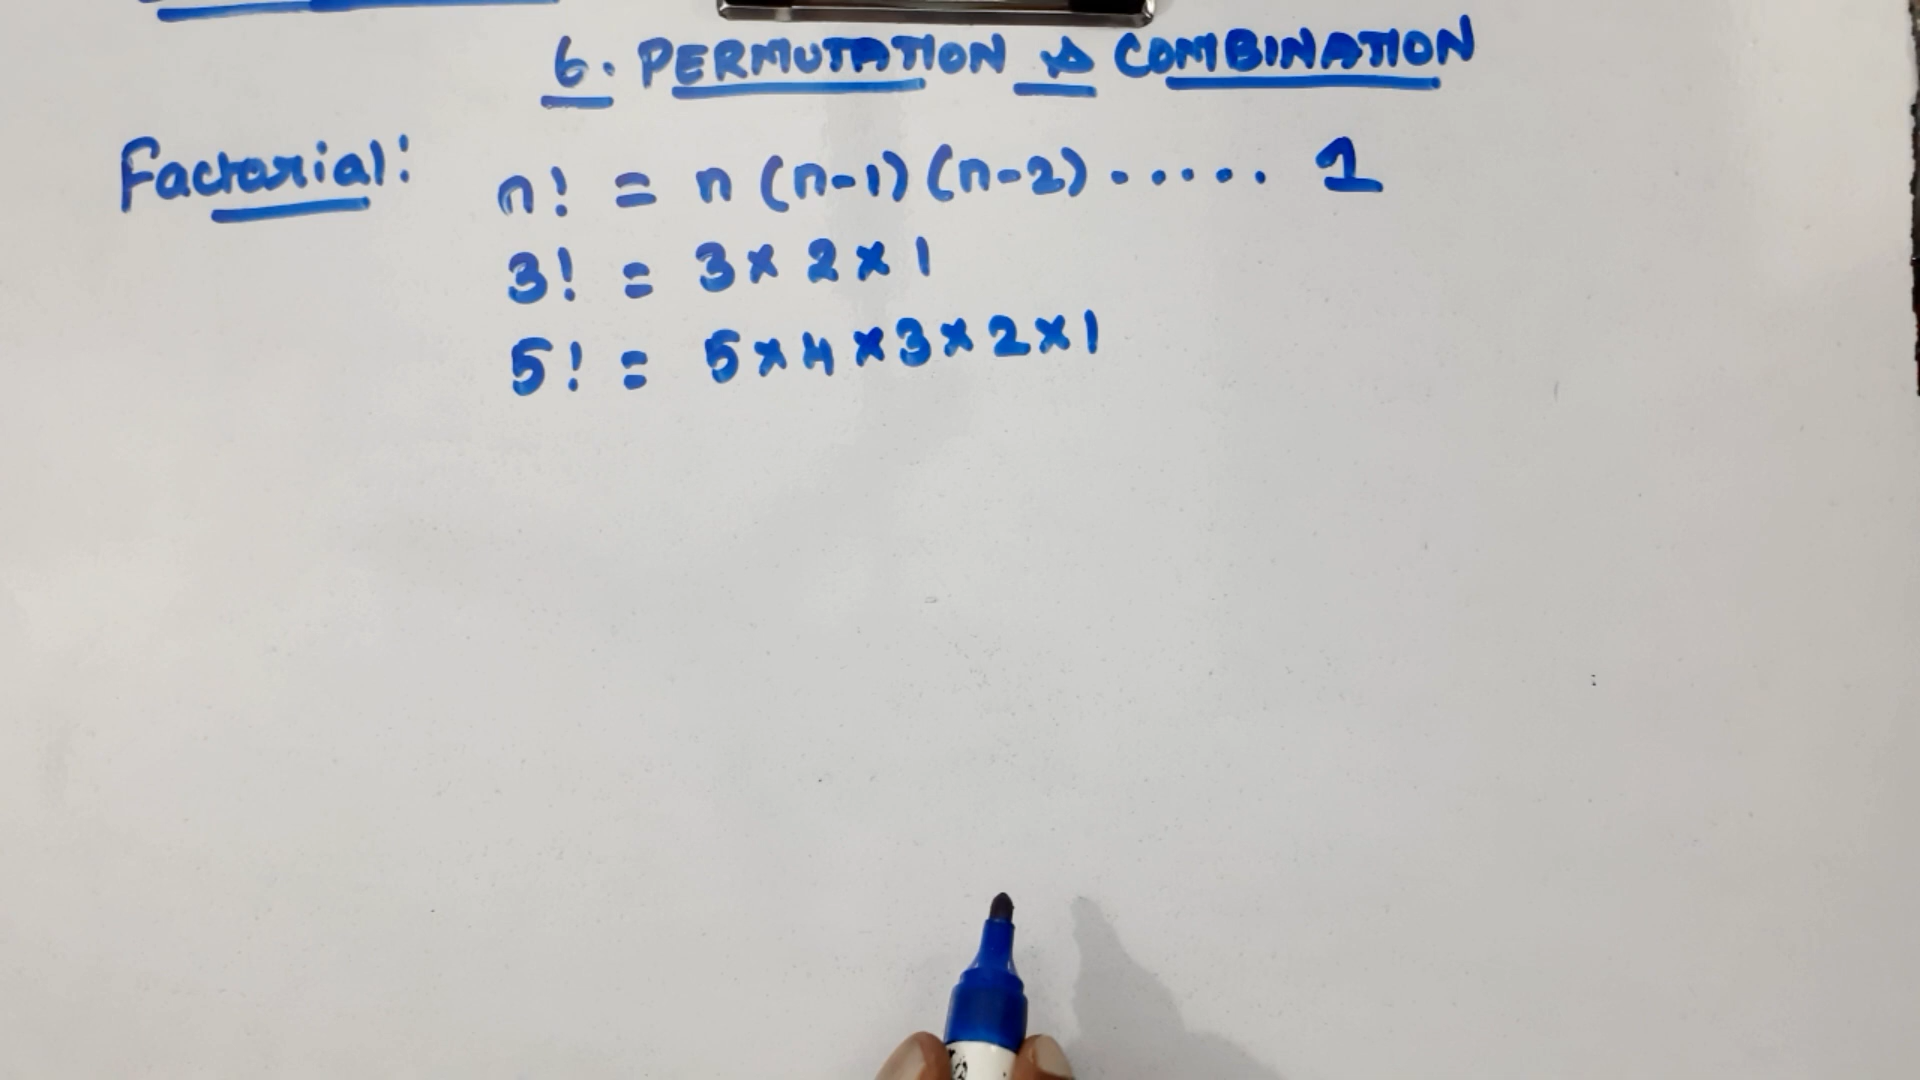 6. PERMUTATION & COMBINATION
Factorial: n! = n (n-1) (n-2) ..... 1
3! = 3 × 2 × 1
5! = 5 × 4 × 3 × 2 × 1